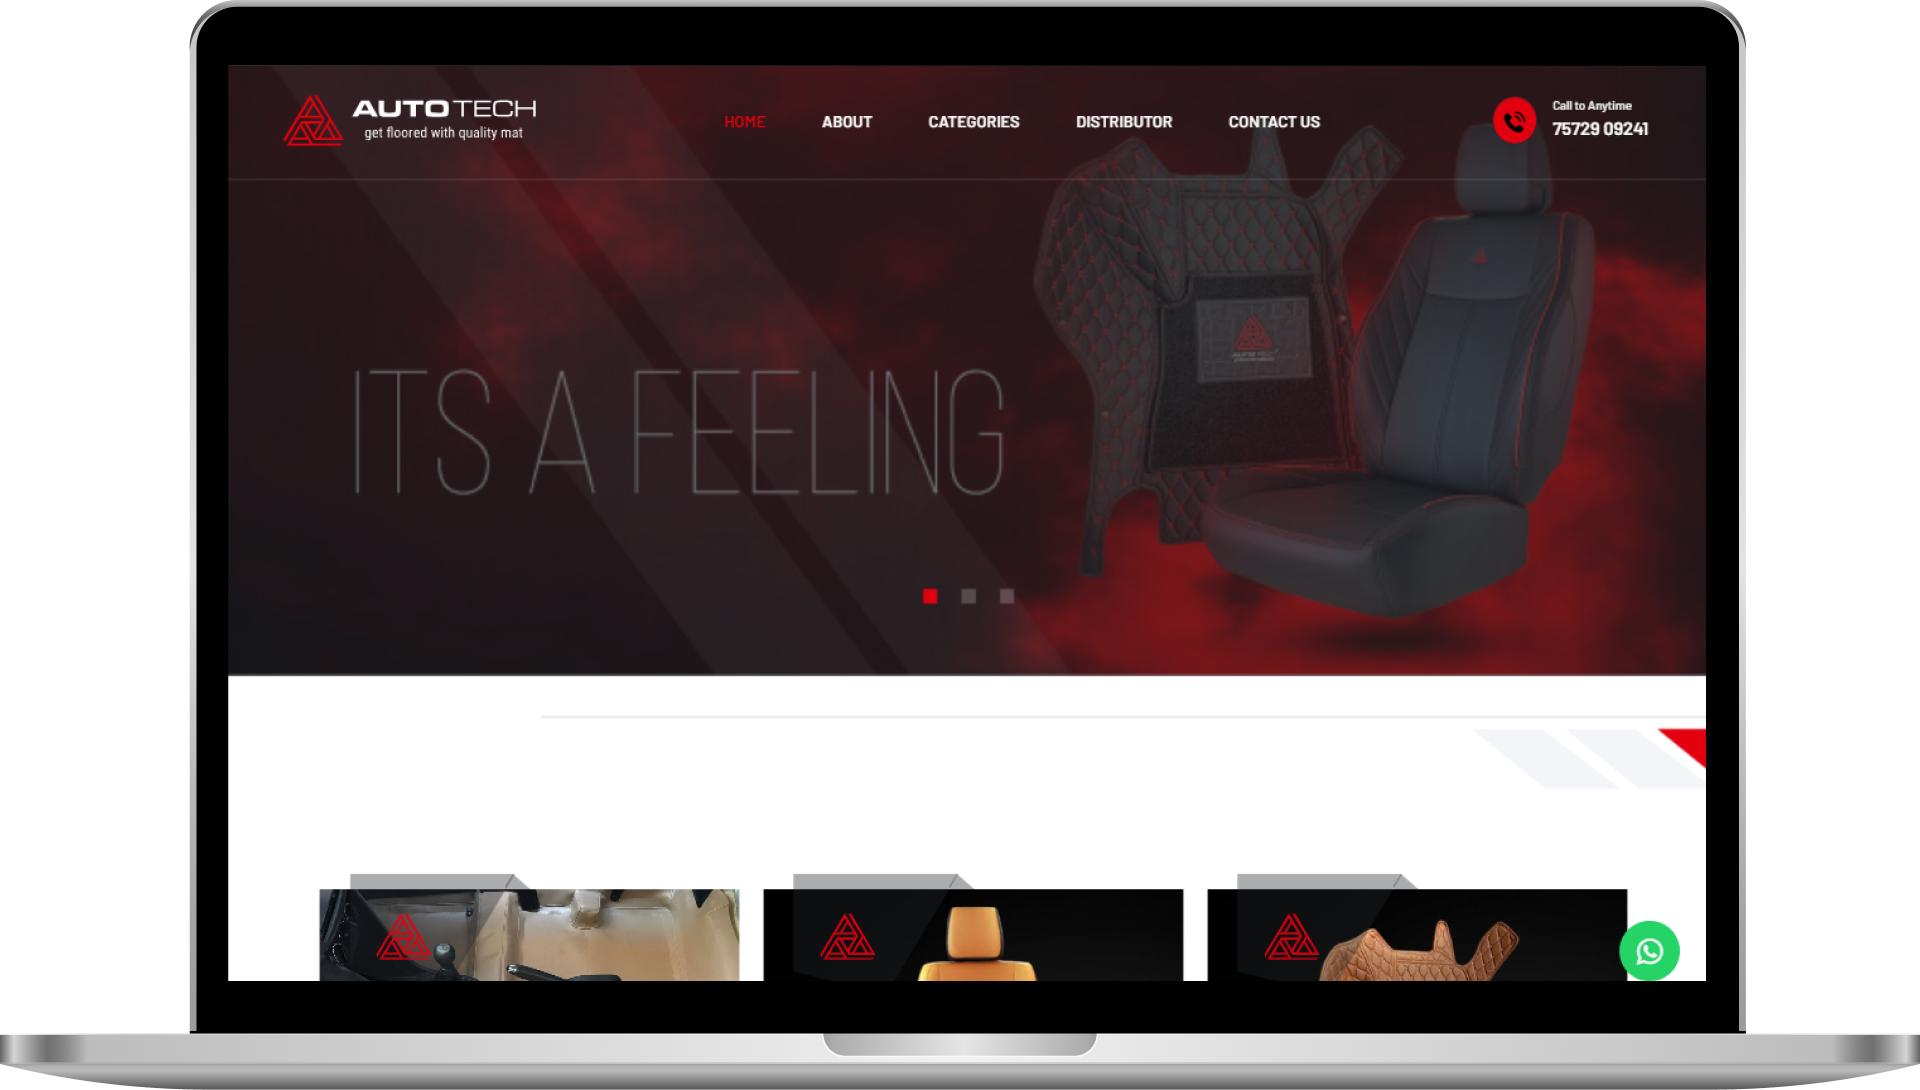 AUTOTECH
get floored with quality mat
HOME
ABOUT
CATEGORIES
DISTRIBUTOR
CONTACT US
Call to Anytime
75729 09241
ITS A FEELING
AUTOTECH